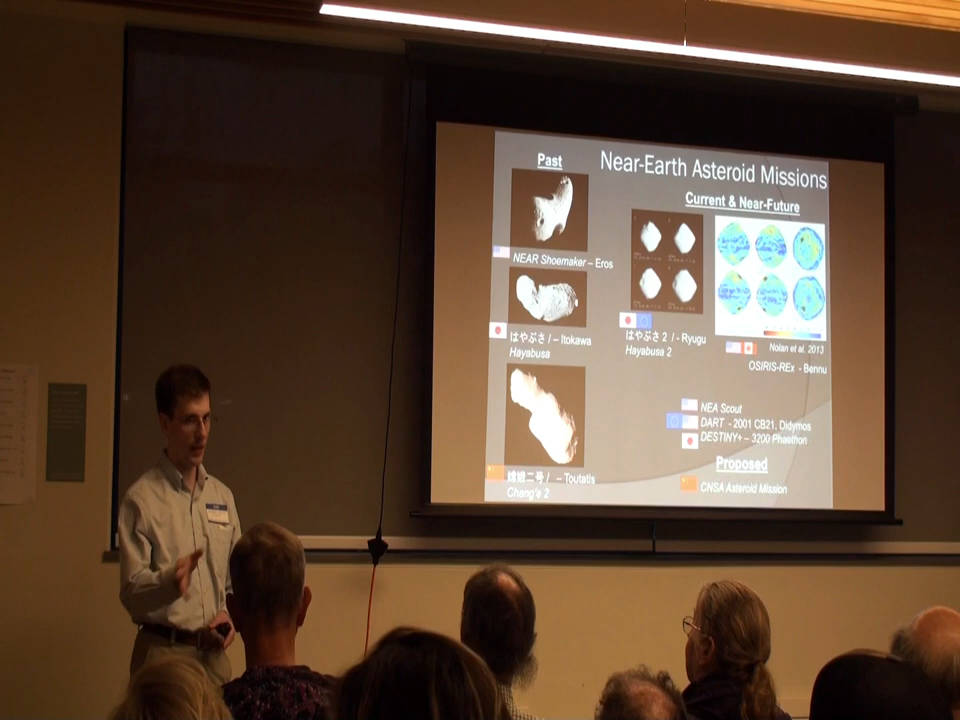 Near-Earth Asteroid Missions
Past
NEAR Shoemaker – Eros
はやぶさ / – Itokawa
Hayabusa
嫦娥二号 / – Toutatis
Chang'e 2
Current & Near-Future
はやぶさ 2 / - Ryugu
Hayabusa 2
Nolan et al. 2013
OSIRIS-REx - Bennu
NEA Scout
DART - 2001 CB21, Didymos
DESTINY+ – 3200 Phaethon
Proposed
CNSA Asteroid Mission